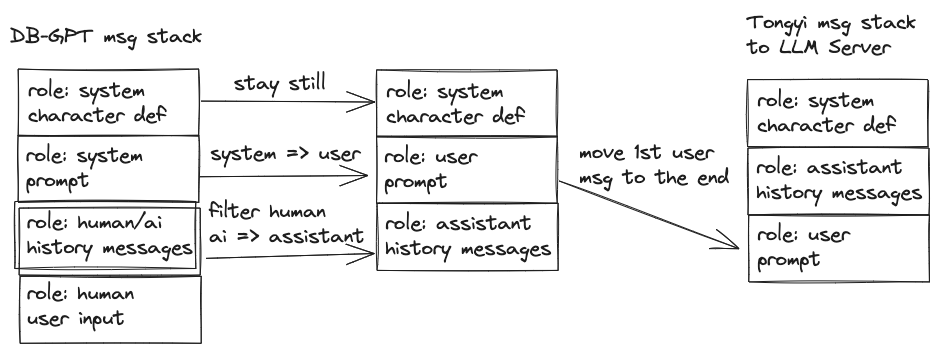 DB-GPT msg stack
role: system
character def
role: system
prompt
role: human/ai
history messages
role: human
user input
stay still
system => user
filter human
ai => assistant
role: system
character def
role: user
prompt
role: assistant
history messages
move 1st user
msg to the end
Tongyi msg stack
to LLM Server
role: system
character def
role: assistant
history messages
role: user
prompt